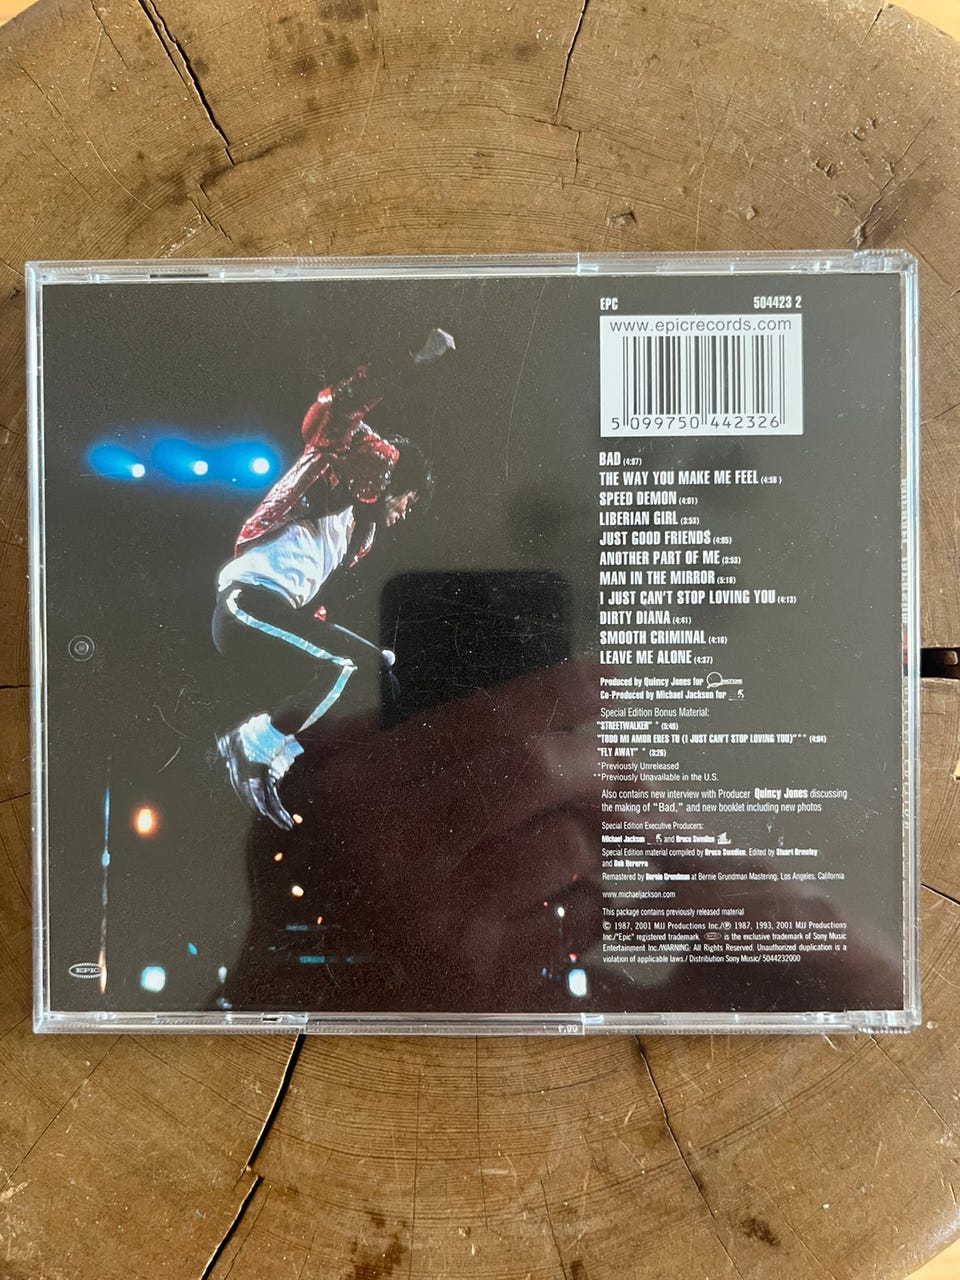 EPC 504423 2
www.epicrecords.com
5 099750 442326
BAD (4:07)
THE WAY YOU MAKE ME FEEL (4:58)
SPEED DEMON (4:01)
LIBERIAN GIRL (3:53)
JUST GOOD FRIENDS (4:05)
ANOTHER PART OF ME (3:53)
MAN IN THE MIRROR (5:18)
I JUST CAN'T STOP LOVING YOU (4:13)
DIRTY DIANA (4:41)
SMOOTH CRIMINAL (4:16)
LEAVE ME ALONE (4:37)
Produced by Quincy Jones for
Co-Produced by Michael Jackson for
Special Edition Bonus Material:
"STREETWALKER" * (5:49)
"TODO MI AMOR ERES TU (I JUST CAN'T STOP LOVING YOU)"** (4:04)
"FLY AWAY" * (3:26)
*Previously Unreleased
**Previously Unavailable in the U.S.
Also contains new interview with Producer Quincy Jones discussing
the making of "Bad," and new booklet including new photos
Special Edition Executive Producers:
Michael Jackson and Bruce Swedien
Special Edition material compiled by Bruce Swedien. Edited by Stuart Brawley
and Rob Herrera
Remastered by Bernie Grundman at Bernie Grundman Mastering, Los Angeles, California
www.michaeljackson.com
This package contains previously released material
© 1987, 2001 MJJ Productions Inc./℗ 1987, 1993, 2001 MJJ Productions
Inc./"Epic" registered trademark. EPIC is the exclusive trademark of Sony Music
Entertainment Inc./WARNING: All Rights Reserved. Unauthorized duplication is a
violation of applicable laws./ Distribution Sony Music/ 5044232000
EPIC